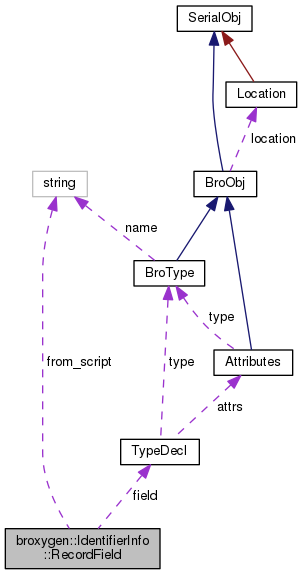 SerialObj
Location
location
string
BroObj
name
BroType
type
from_script
type
Attributes
attrs
TypeDecl
field
broxygen::IdentifierInfo
::RecordField